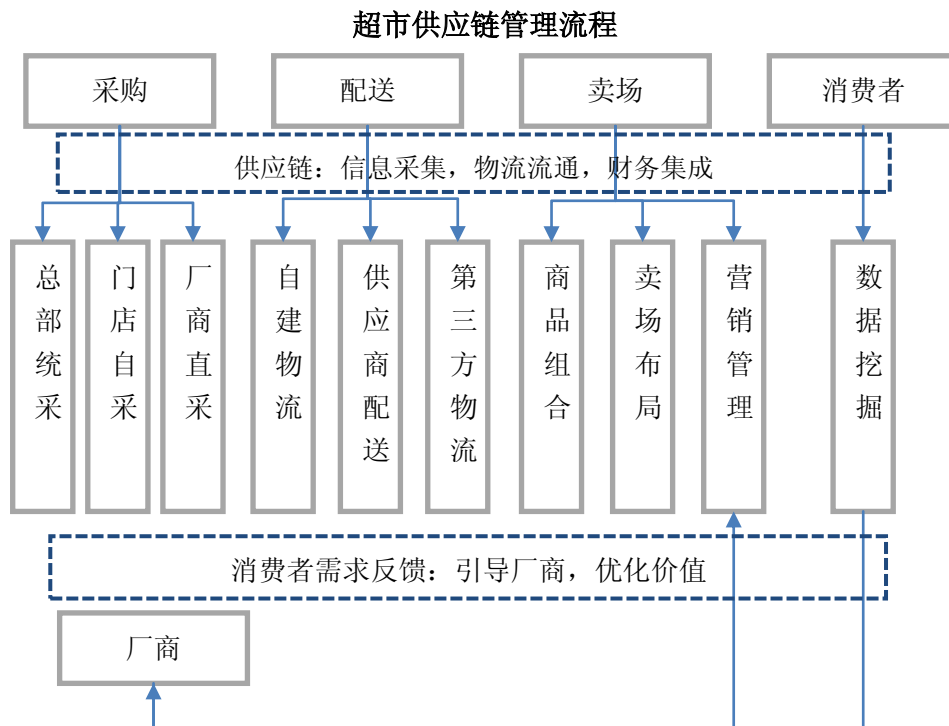 超市供应链管理流程
采购
配送
卖场
消费者
供应链：信息采集，物流流通，财务集成
总部统采
门店自采
厂商直采
自建物流
供应商配送
第三方物流
商品组合
卖场布局
营销管理
数据挖掘
消费者需求反馈：引导厂商，优化价值
厂商